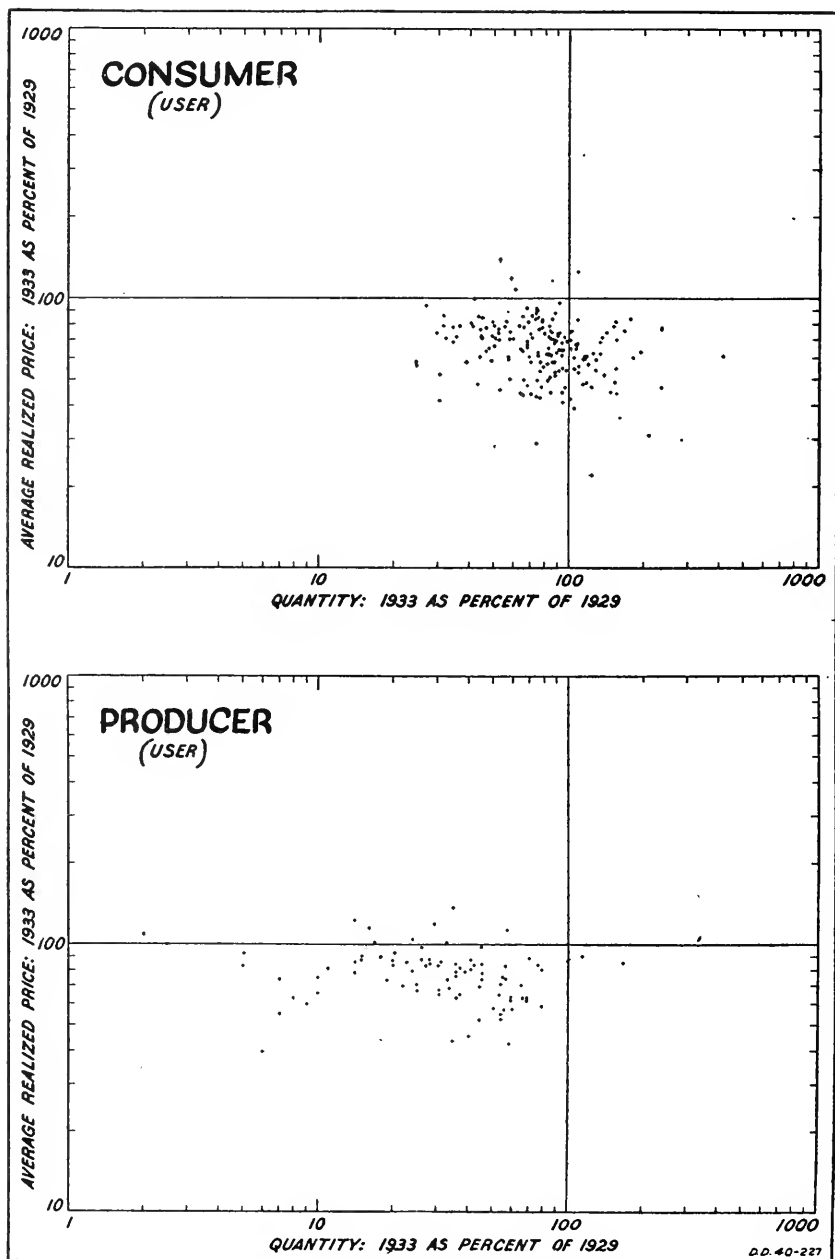 1000
CONSUMER
(USER)
100
10
AVERAGE REALIZED PRICE: 1933 AS PERCENT OF 1929
1 10 100 1000
QUANTITY: 1933 AS PERCENT OF 1929
1000
PRODUCER
(USER)
100
10
AVERAGE REALIZED PRICE: 1933 AS PERCENT OF 1929
1 10 100 1000
QUANTITY: 1933 AS PERCENT OF 1929
D.D. 40-227